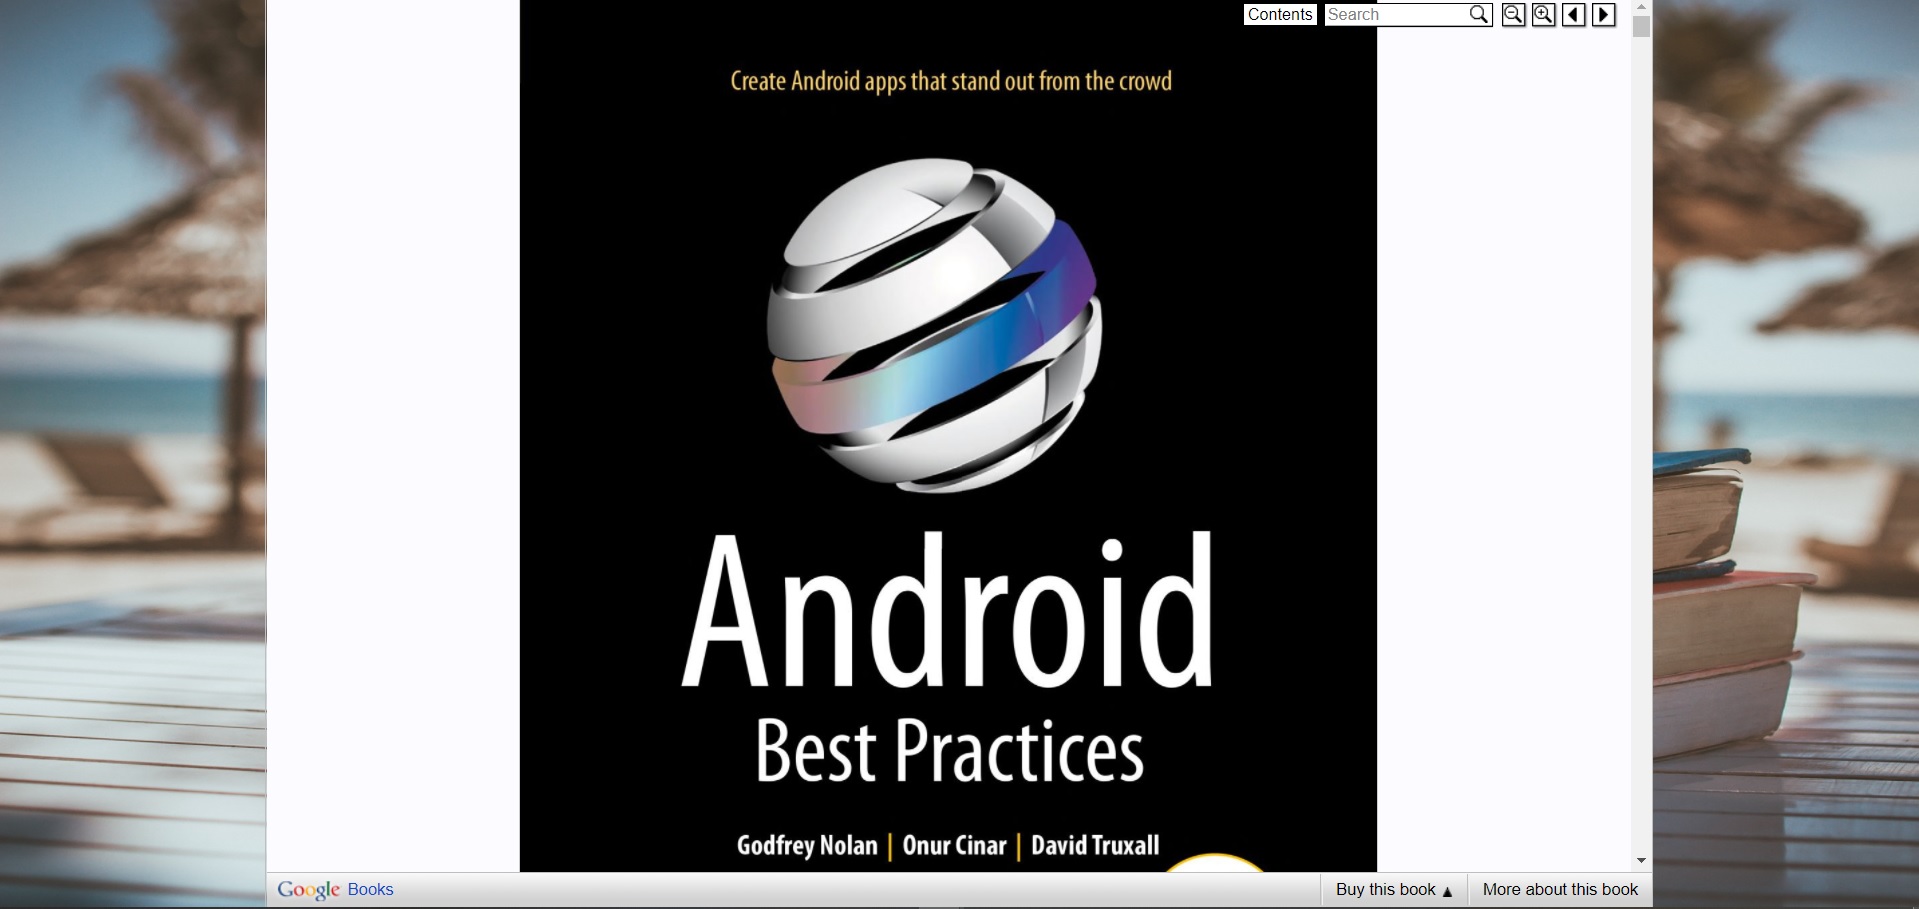 Contents Search
Create Android apps that stand out from the crowd
Android
Best Practices
Godfrey Nolan | Onur Cinar | David Truxall
Google Books Buy this book ▲ More about this book